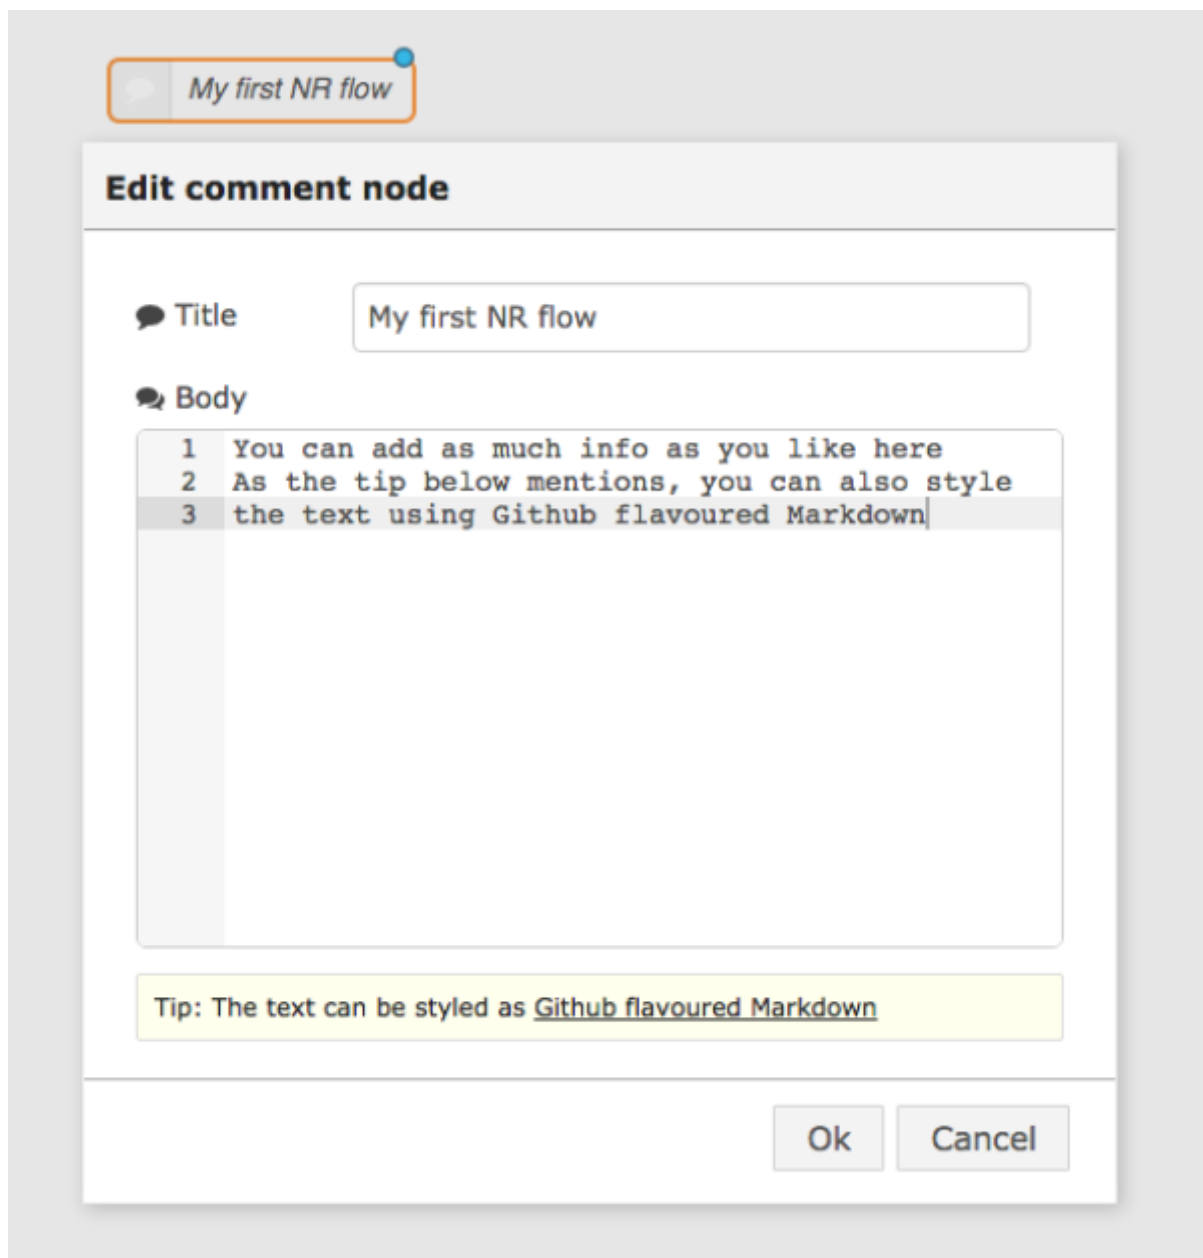 My first NR flow
Edit comment node
Title
My first NR flow
Body
1 You can add as much info as you like here
2 As the tip below mentions, you can also style
3 the text using Github flavoured Markdown
Tip: The text can be styled as Github flavoured Markdown
Ok Cancel